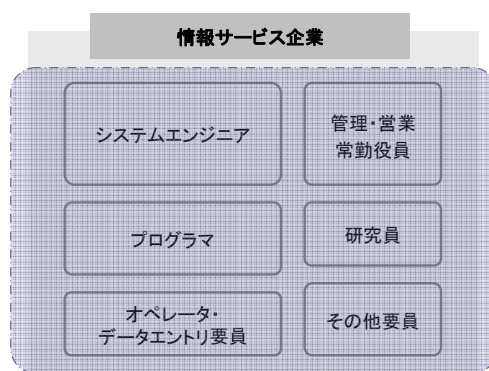 情報サービス企業
システムエンジニア
管理・営業
常勤役員
プログラマ
研究員
オペレータ・
データエントリ要員
その他要員